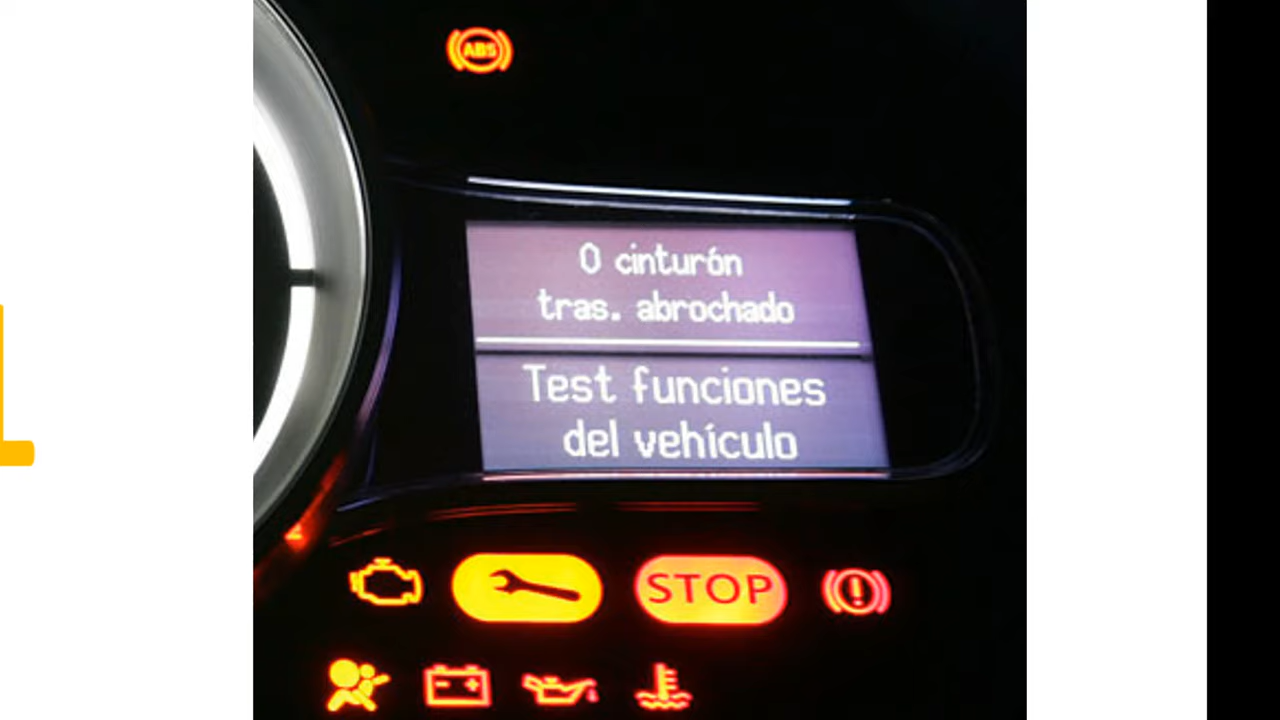 ABS
0 cinturón
tras. abrochado
Test funciones
del vehículo
STOP